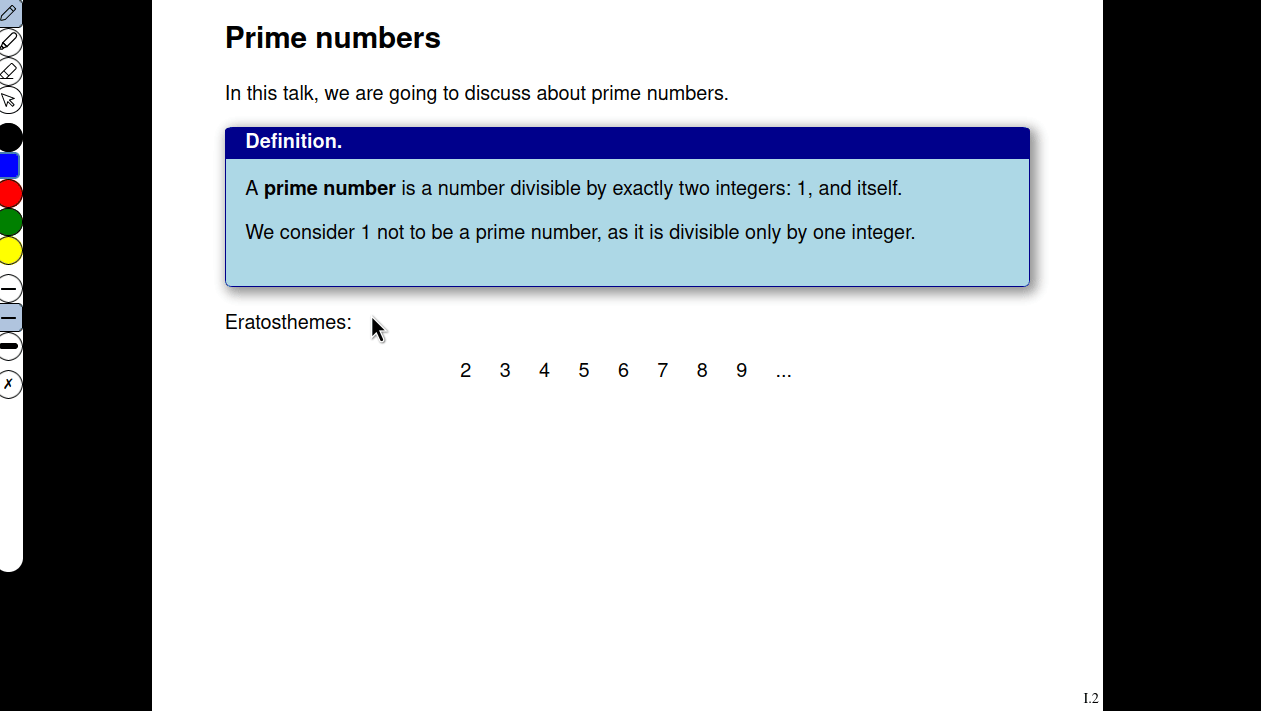 Prime numbers
In this talk, we are going to discuss about prime numbers.
Definition.
A prime number is a number divisible by exactly two integers: 1, and itself.
We consider 1 not to be a prime number, as it is divisible only by one integer.
Eratosthemes:
2 3 4 5 6 7 8 9 ...
✗
I.2